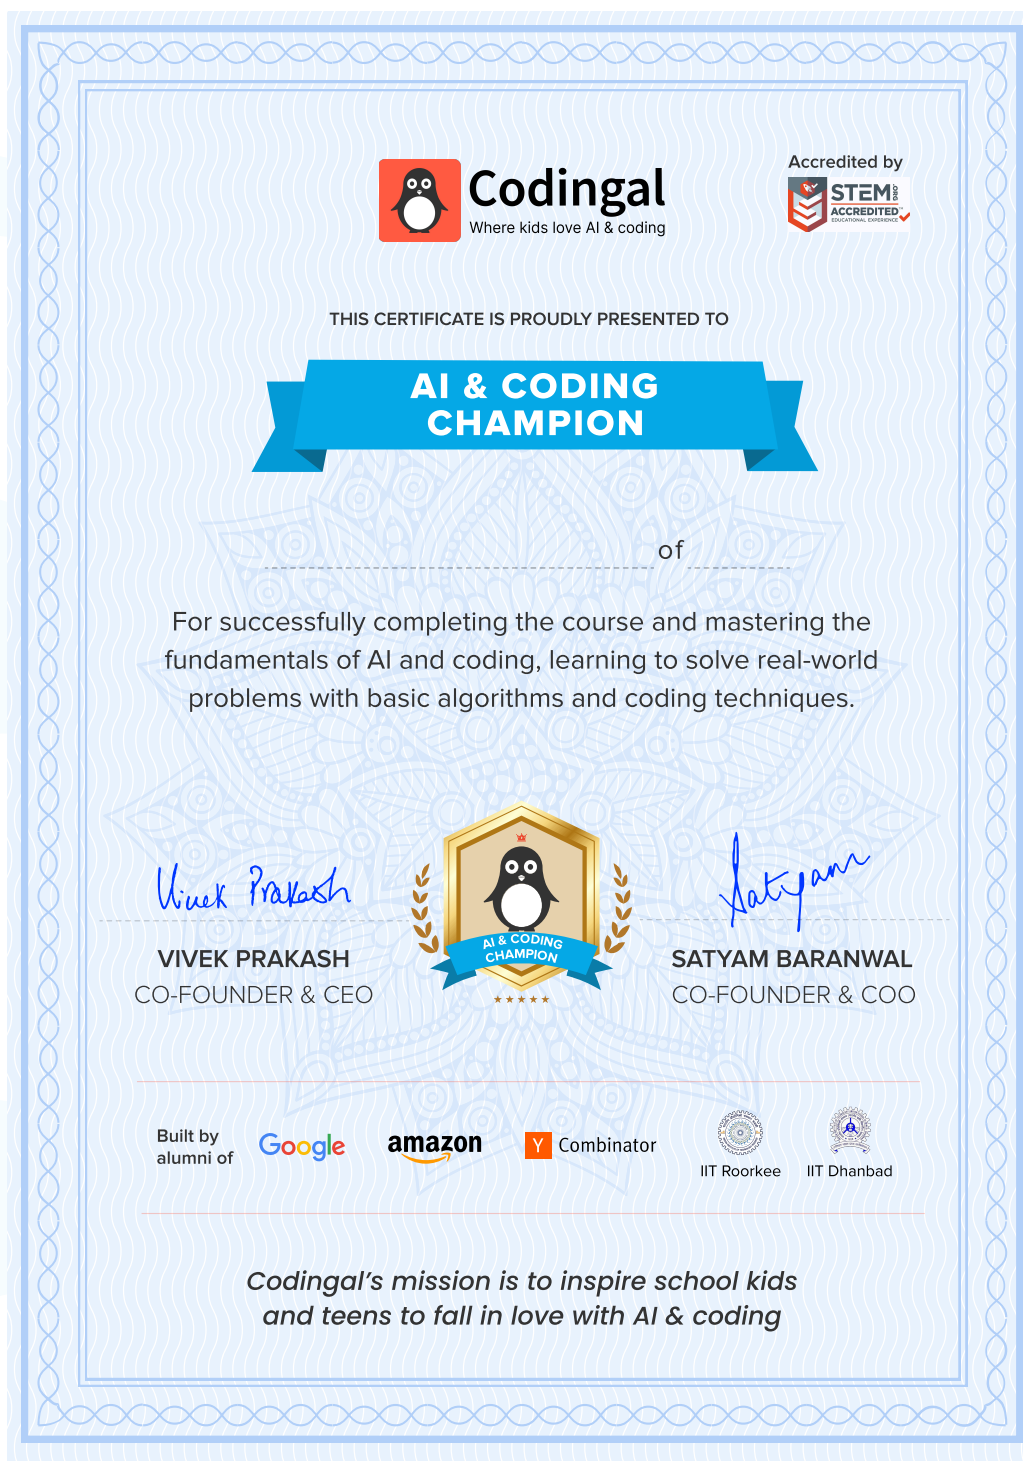 Codingal
Where kids love AI & coding
Accredited by
STEM.ORG
ACCREDITED™
EDUCATIONAL EXPERIENCE
THIS CERTIFICATE IS PROUDLY PRESENTED TO
AI & CODING
CHAMPION
of
For successfully completing the course and mastering the
fundamentals of AI and coding, learning to solve real-world
problems with basic algorithms and coding techniques.
Vivek Prakash
Satyam
AI & CODING
CHAMPION
VIVEK PRAKASH
CO-FOUNDER & CEO
SATYAM BARANWAL
CO-FOUNDER & COO
Built by
alumni of
Google
amazon
Y Combinator
IIT Roorkee
IIT Dhanbad
Codingal's mission is to inspire school kids
and teens to fall in love with AI & coding